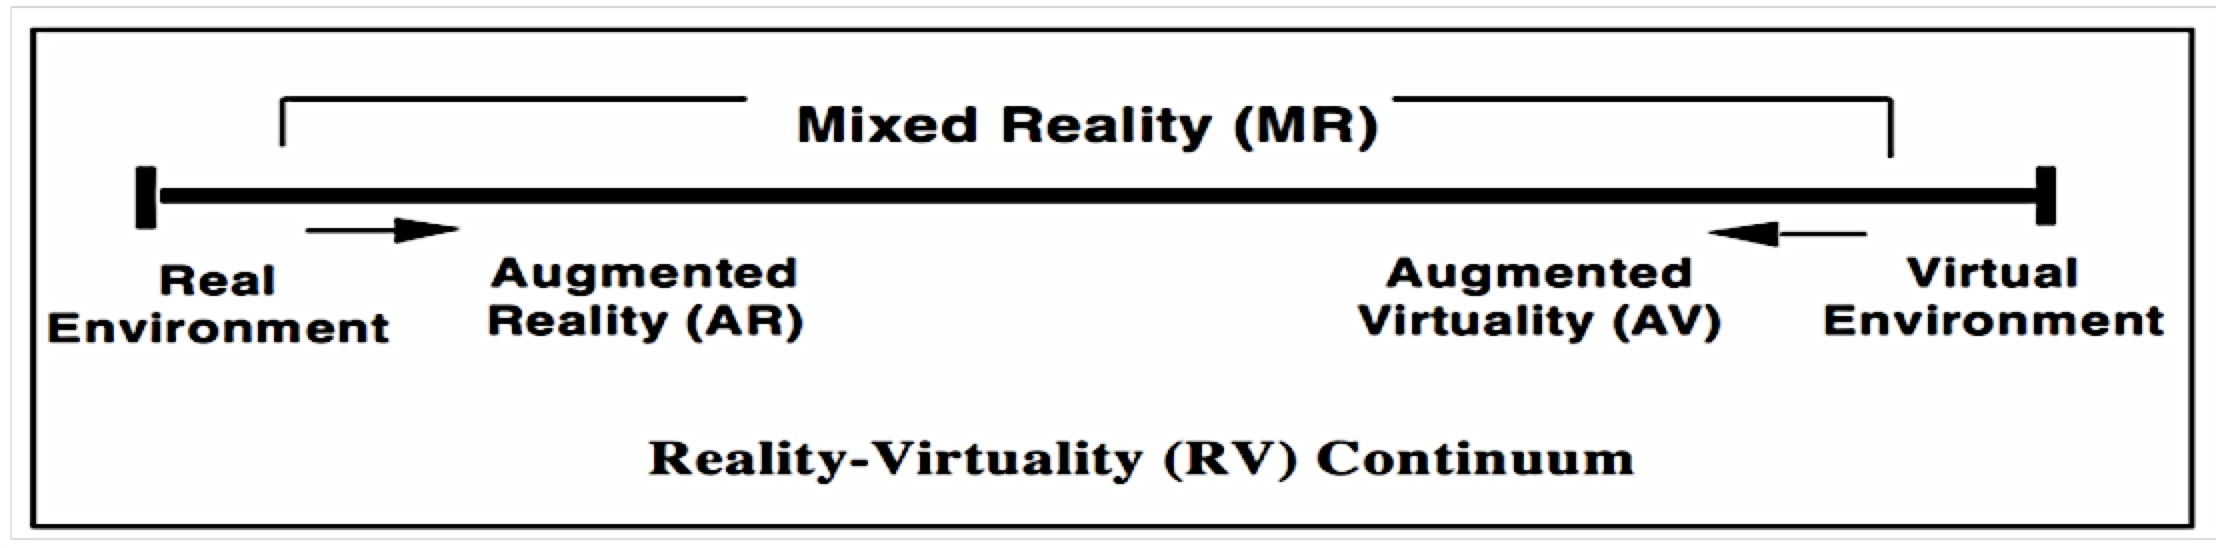 Mixed Reality (MR)
Real
Environment
Augmented
Reality (AR)
Augmented
Virtuality (AV)
Virtual
Environment
Reality-Virtuality (RV) Continuum